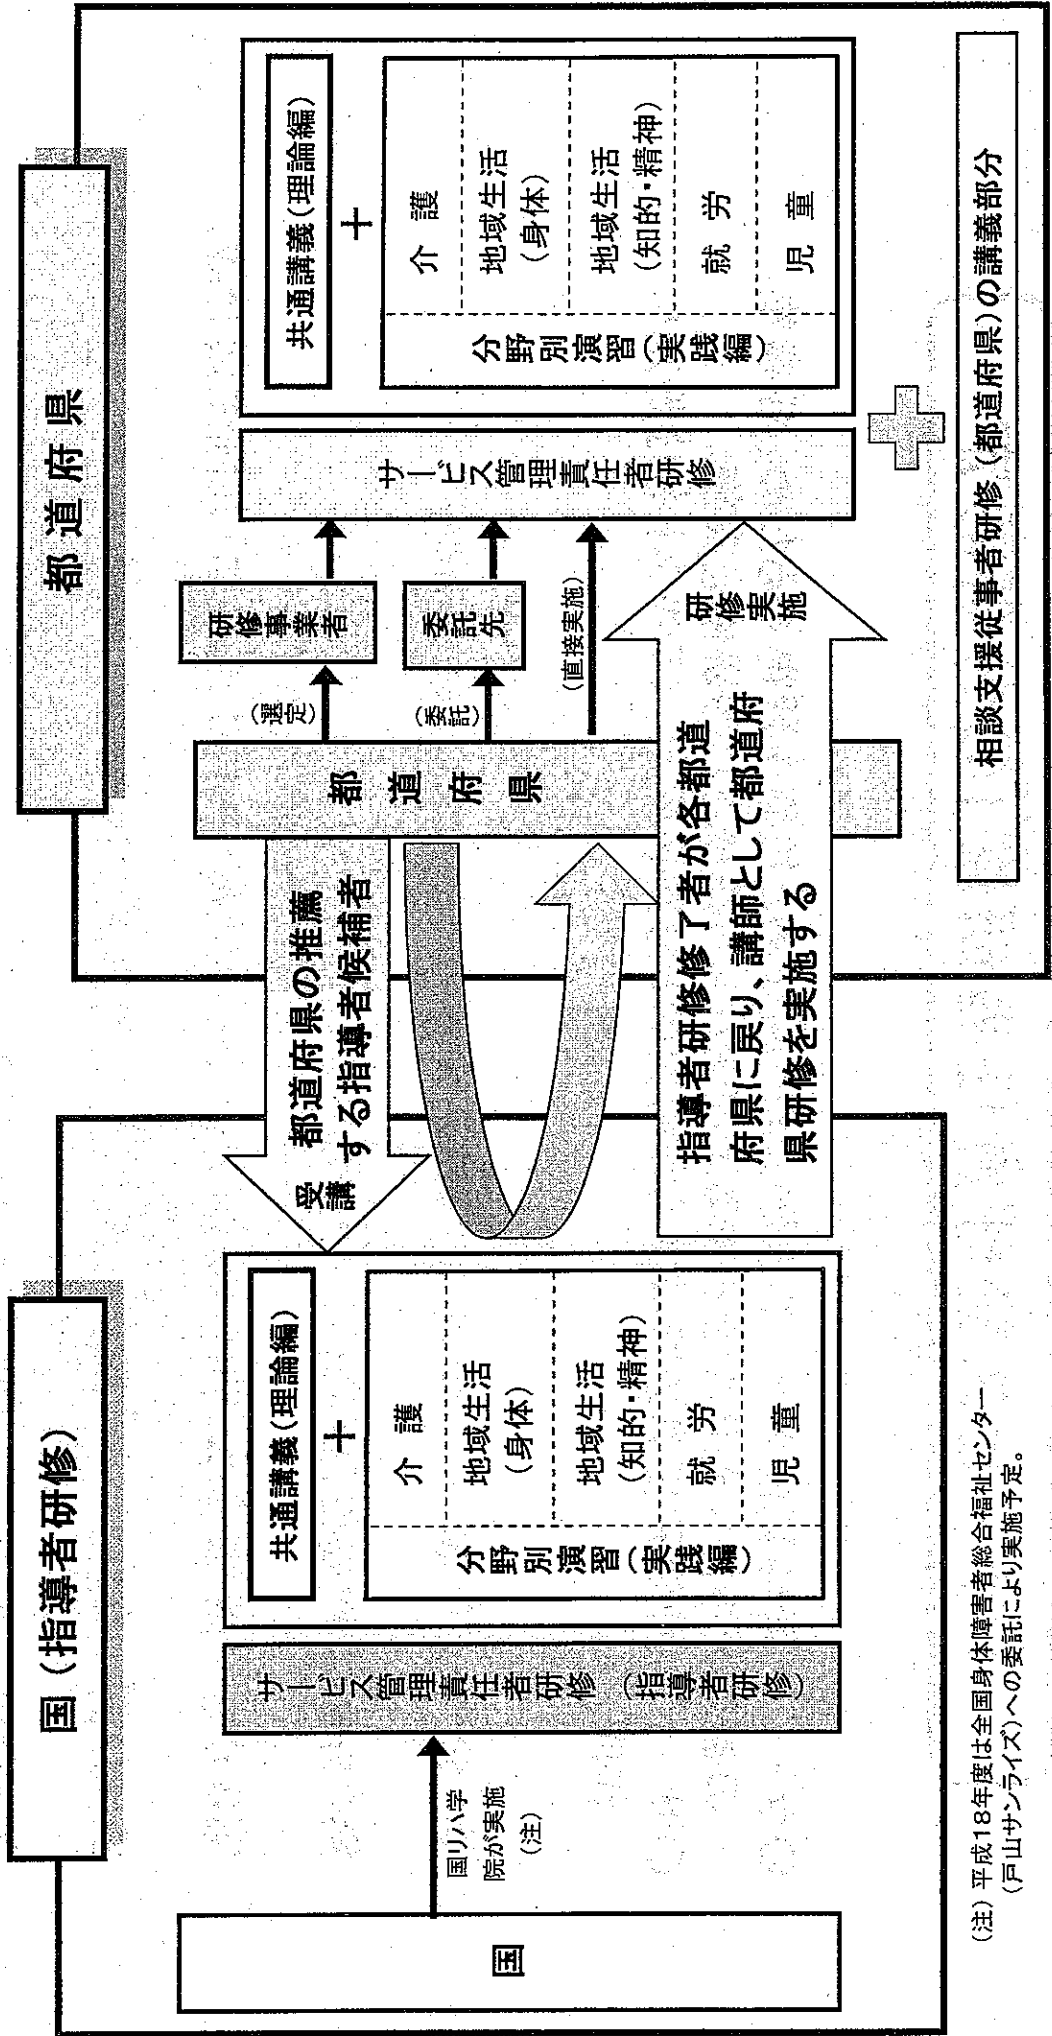 国（指導者研修）
国
国リハ学
院が実施
（注）
サービス管理責任者研修（指導者研修）
共通講義（理論編）
＋
分野別演習（実践編）
介護
地域生活
（身体）
地域生活
（知的・精神）
就労
児童
（注）平成18年度は全国身体障害者総合福祉センター
（戸山サンライズ）への委託により実施予定。
受講
都道府県の推薦
する指導者候補者
指導者研修修了者が各都道
府県に戻り、講師として都道府
県研修を実施する
研修実施
都道府県
都道府県
（選定）
研修事業者
（委託）
委託先
（直接実施）
サービス管理責任者研修
共通講義（理論編）
＋
分野別演習（実践編）
介護
地域生活
（身体）
地域生活
（知的・精神）
就労
児童
相談支援従事者研修（都道府県）の講義部分